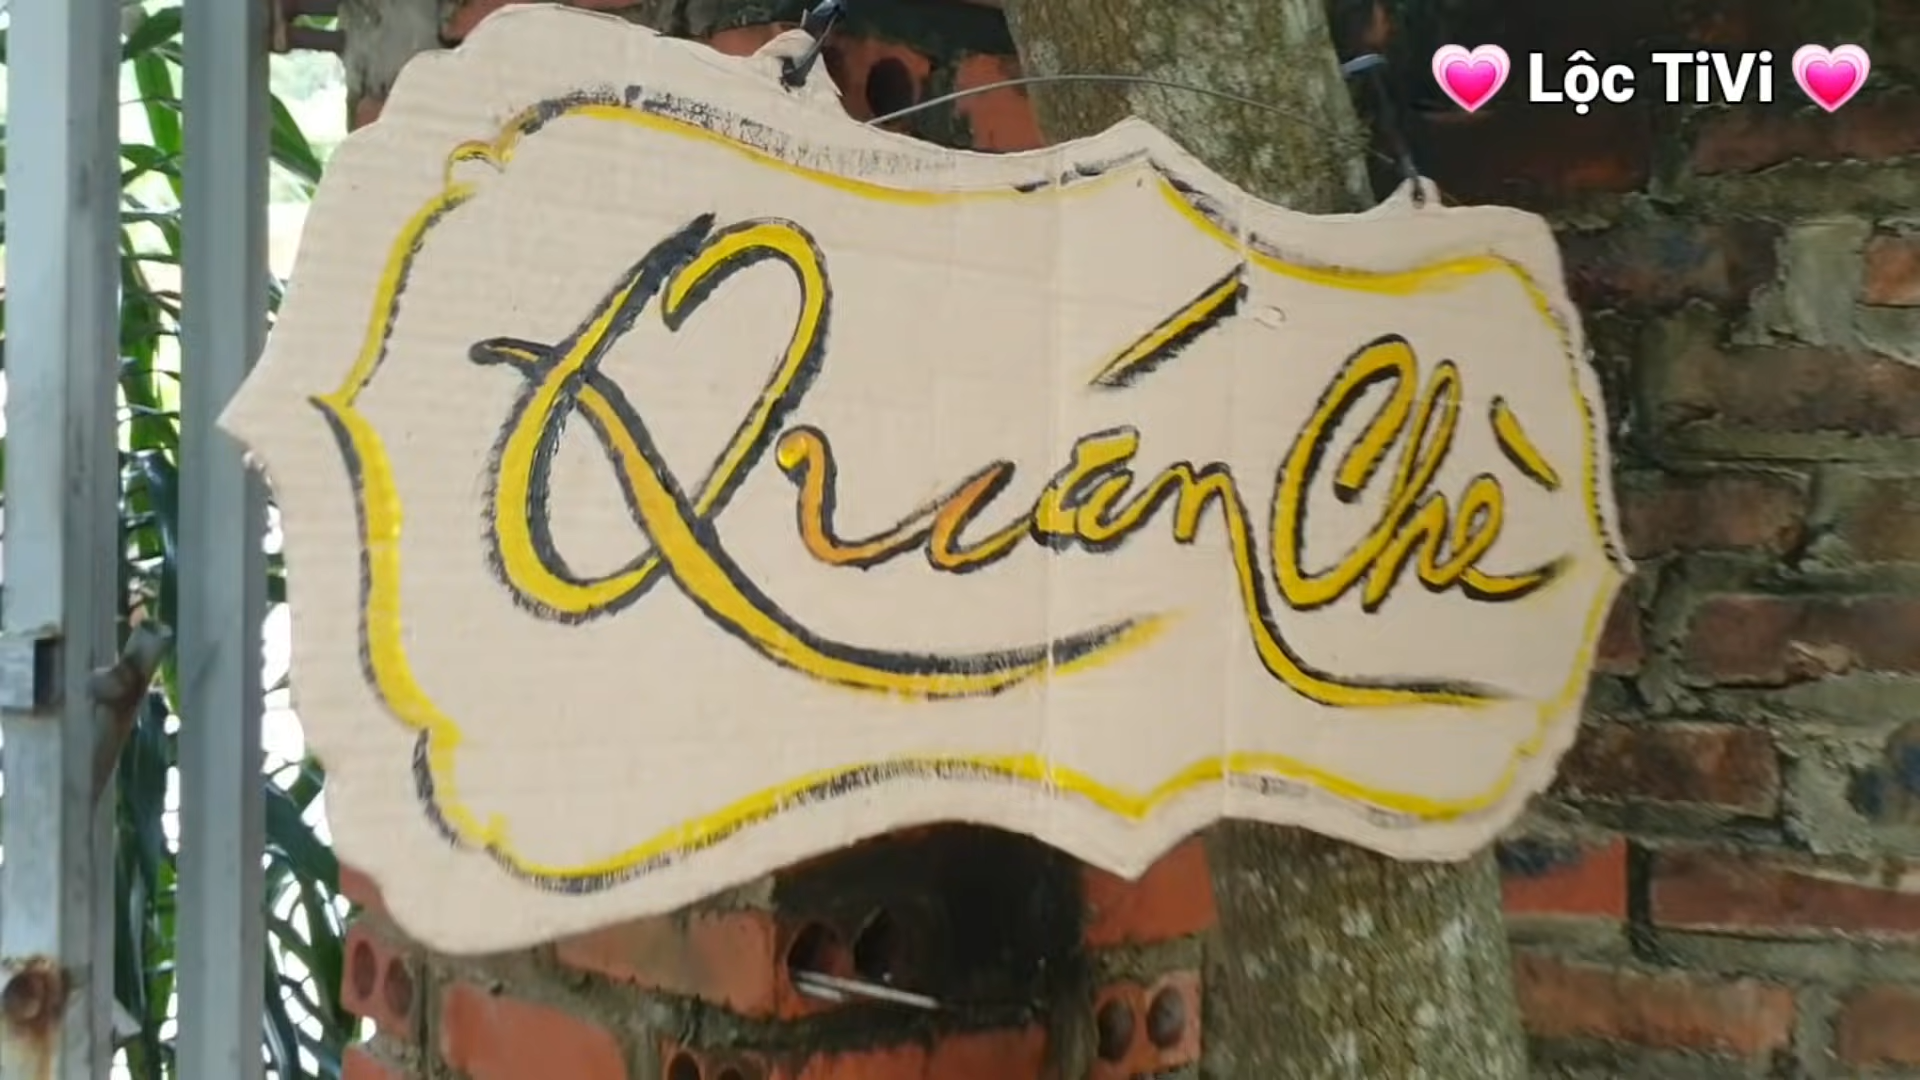 💗 Lộc TiVi 💗
Quán Chè